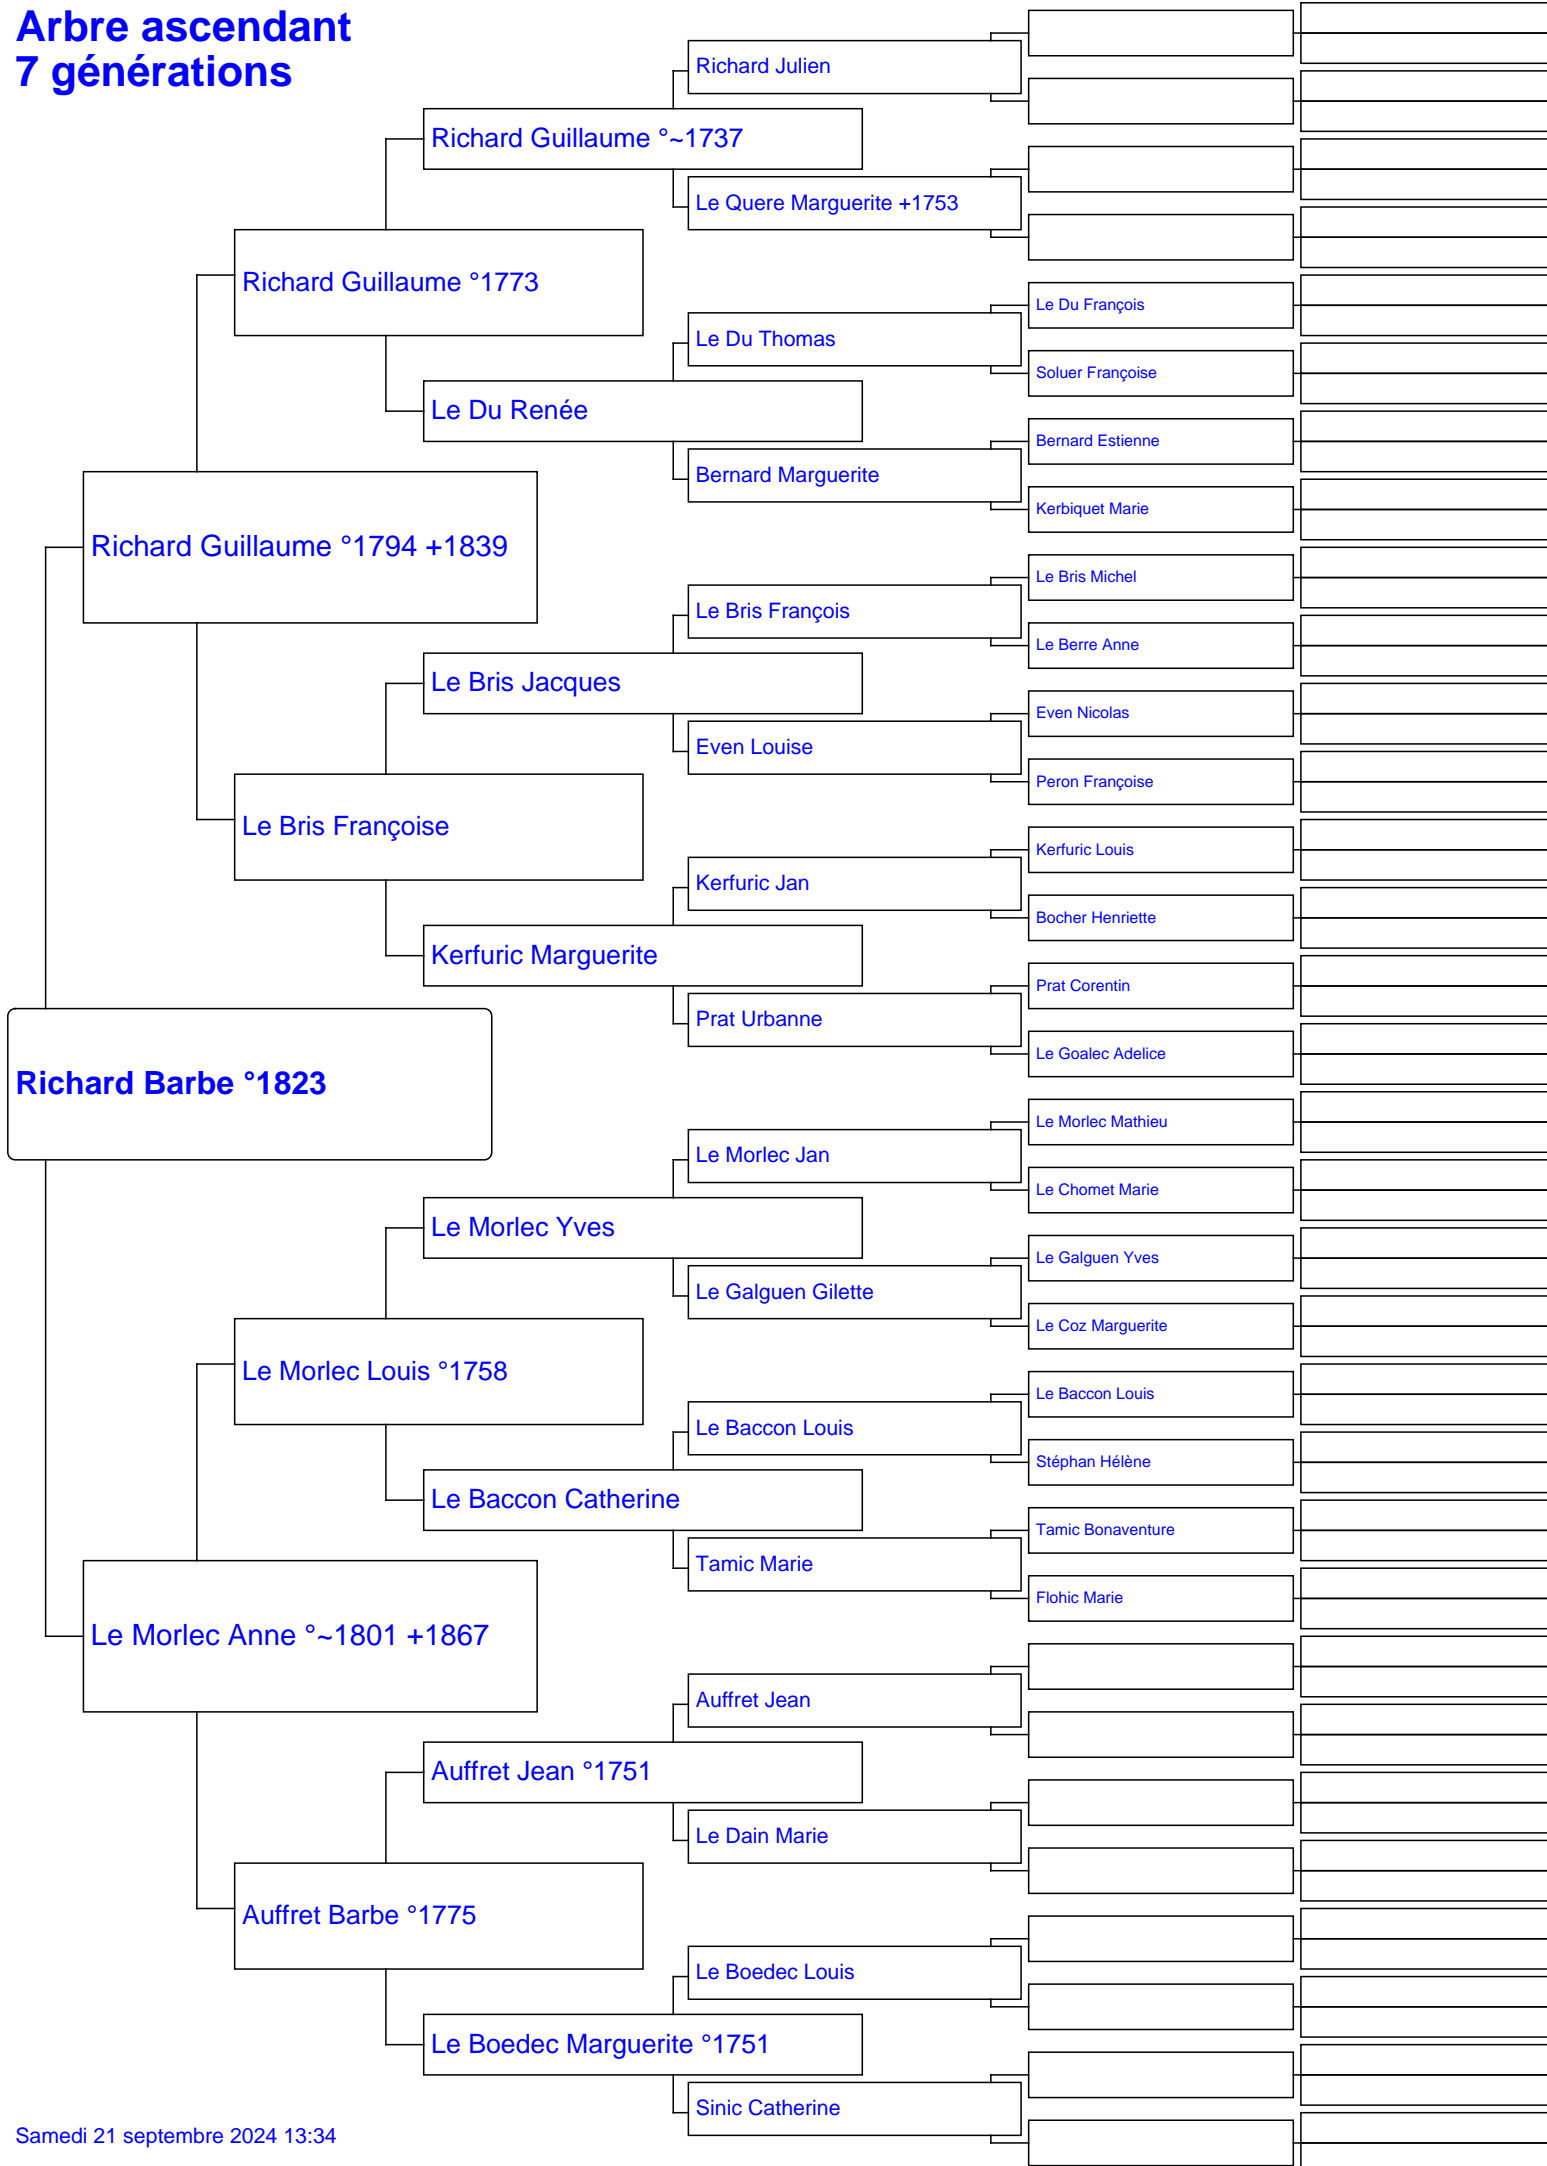 Arbre ascendant
7 générations
Richard Julien
Richard Guillaume °~1737
Le Quere Marguerite +1753
Richard Guillaume °1773
Le Du François
Le Du Thomas
Soluer Françoise
Le Du Renée
Bernard Estienne
Bernard Marguerite
Kerbiquet Marie
Richard Guillaume °1794 +1839
Le Bris Michel
Le Bris François
Le Berre Anne
Le Bris Jacques
Even Nicolas
Even Louise
Peron Françoise
Le Bris Françoise
Kerfuric Louis
Kerfuric Jan
Bocher Henriette
Kerfuric Marguerite
Prat Corentin
Prat Urbanne
Le Goalec Adelice
Richard Barbe °1823
Le Morlec Mathieu
Le Morlec Jan
Le Chomet Marie
Le Morlec Yves
Le Galguen Yves
Le Galguen Gilette
Le Coz Marguerite
Le Morlec Louis °1758
Le Baccon Louis
Le Baccon Louis
Stéphan Hélène
Le Baccon Catherine
Tamic Bonaventure
Tamic Marie
Flohic Marie
Le Morlec Anne °~1801 +1867
Auffret Jean
Auffret Jean °1751
Le Dain Marie
Auffret Barbe °1775
Le Boedec Louis
Le Boedec Marguerite °1751
Sinic Catherine
Samedi 21 septembre 2024 13:34